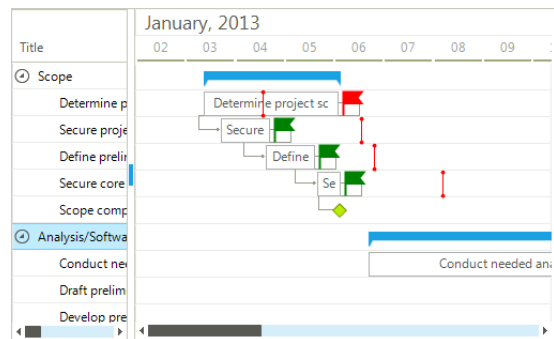 January, 2013
Title
02 03 04 05 06 07 08 09
Scope
Determine p
Determine project sc
Secure proje
Secure
Define prelin
Define
Secure core
Se
Scope comp
Analysis/Softwa
Conduct nee
Conduct needed ana
Draft prelim
Develop pre